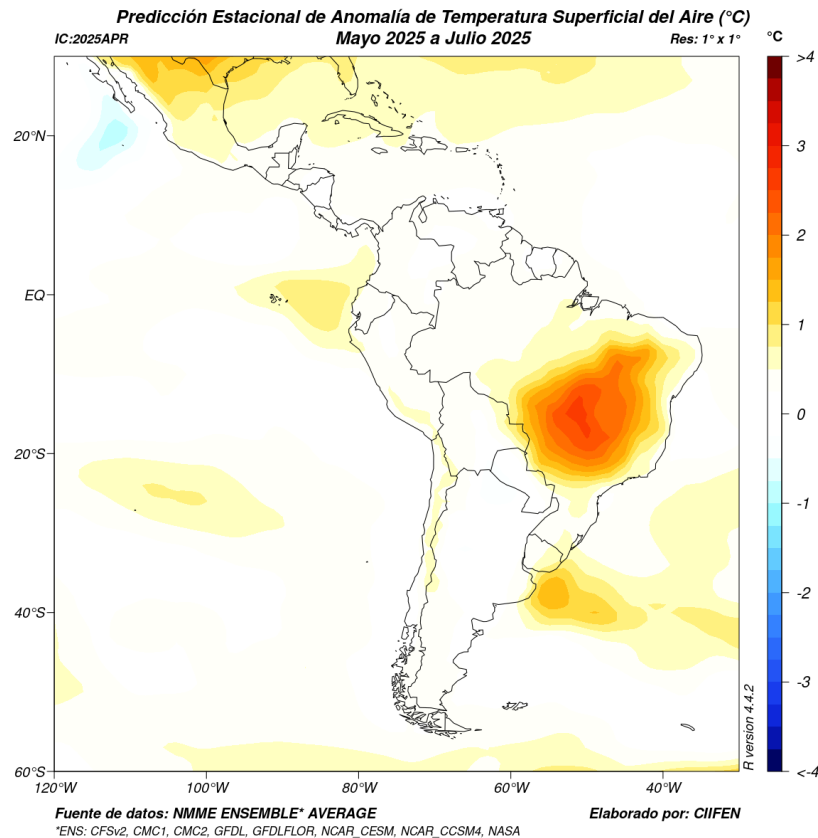 Predicción Estacional de Anomalía de Temperatura Superficial del Aire (°C)
IC:2025APR
Mayo 2025 a Julio 2025
Res: 1° x 1°
°C
>4
3
2
1
0
-1
-2
-3
<-4
20°N
EQ
20°S
40°S
60°S
120°W
100°W
80°W
60°W
40°W
R version 4.4.2
Fuente de datos: NMME ENSEMBLE* AVERAGE
Elaborado por: CIIFEN
*ENS: CFSv2, CMC1, CMC2, GFDL, GFDLFLOR, NCAR_CESM, NCAR_CCSM4, NASA